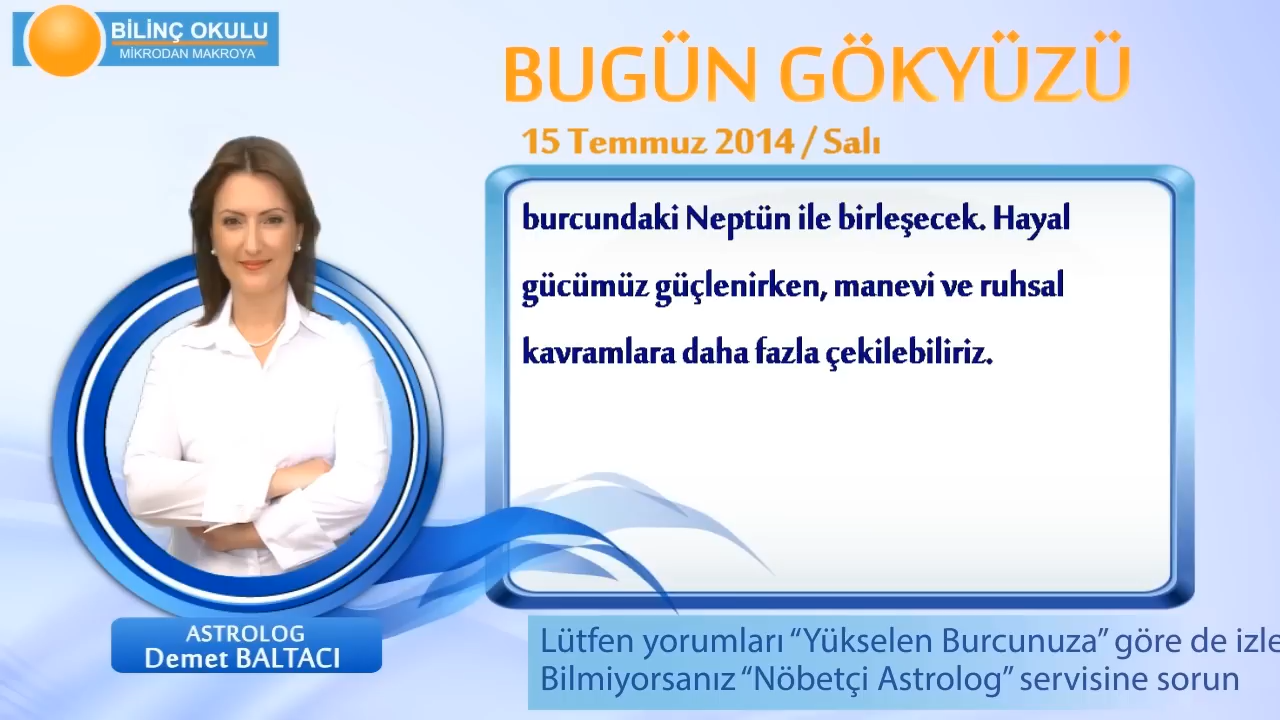 BİLİNÇ OKULU
MİKRODAN MAKROYA
BUGÜN GÖKYÜZÜ
15 Temmuz 2014 / Salı
burcundaki Neptün ile birleşecek. Hayal
gücümüz güçlenirken, manevi ve ruhsal
kavramlara daha fazla çekilebiliriz.
ASTROLOG
Demet BALTACI
Lütfen yorumları “Yükselen Burcunuza” göre de izle
Bilmiyorsanız “Nöbetçi Astrolog” servisine sorun